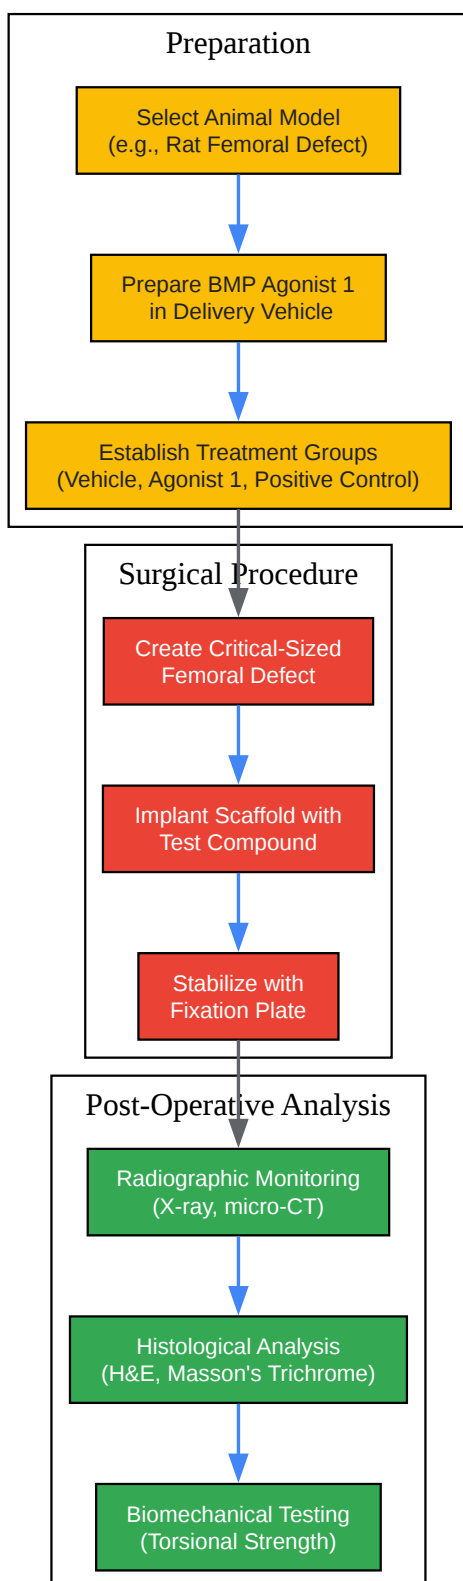 Preparation
Select Animal Model
(e.g., Rat Femoral Defect)
Prepare BMP Agonist 1
in Delivery Vehicle
Establish Treatment Groups
(Vehicle, Agonist 1, Positive Control)
Surgical Procedure
Create Critical-Sized
Femoral Defect
Implant Scaffold with
Test Compound
Stabilize with
Fixation Plate
Post-Operative Analysis
Radiographic Monitoring
(X-ray, micro-CT)
Histological Analysis
(H&E, Masson's Trichrome)
Biomechanical Testing
(Torsional Strength)